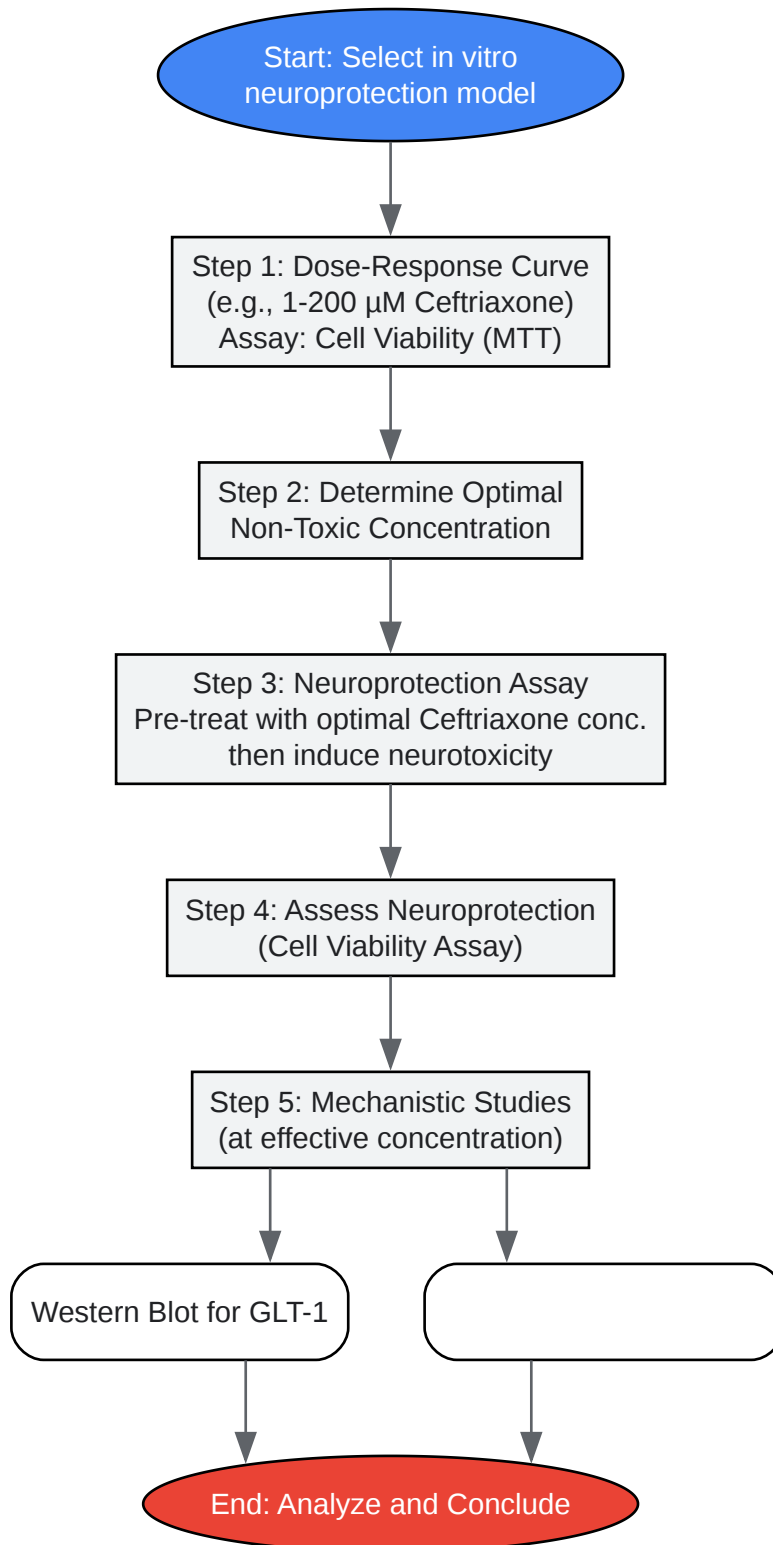 Start: Select in vitro
neuroprotection model
Step 1: Dose-Response Curve
(e.g., 1-200 µM Ceftriaxone)
Assay: Cell Viability (MTT)
Step 2: Determine Optimal
Non-Toxic Concentration
Step 3: Neuroprotection Assay
Pre-treat with optimal Ceftriaxone conc.
then induce neurotoxicity
Step 4: Assess Neuroprotection
(Cell Viability Assay)
Step 5: Mechanistic Studies
(at effective concentration)
Western Blot for GLT-1
End: Analyze and Conclude